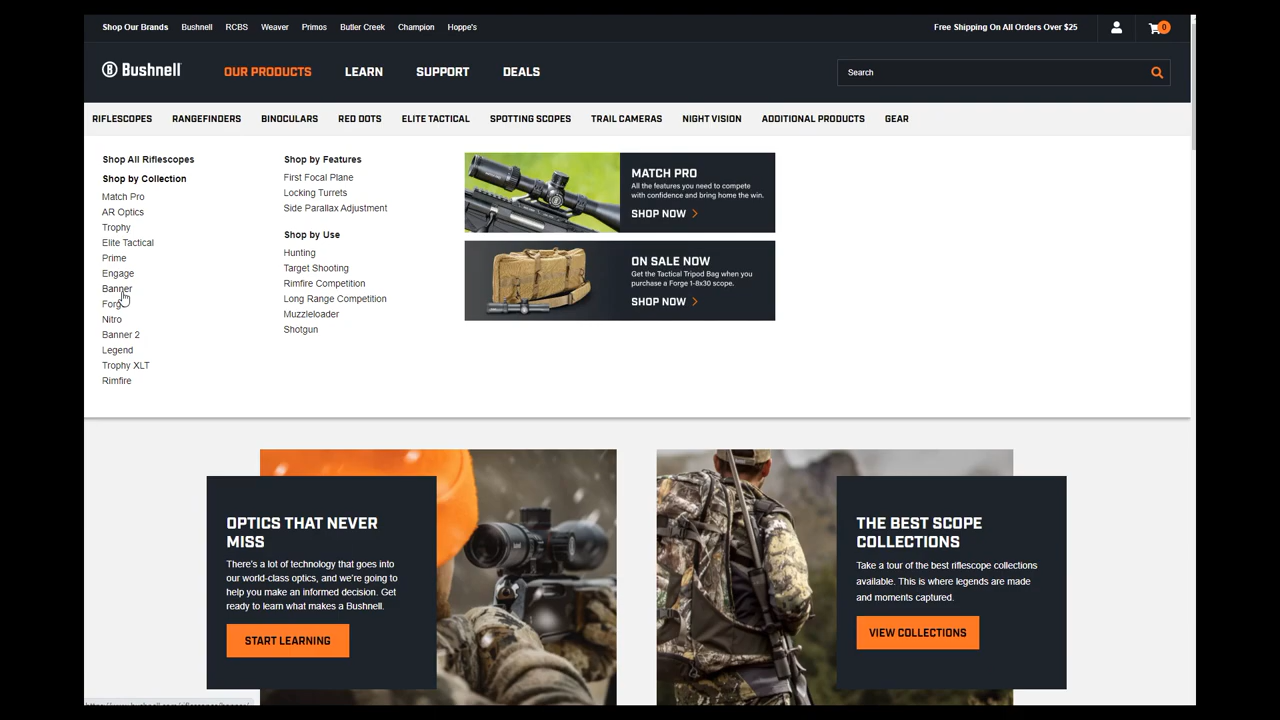 Shop Our Brands Bushnell RCBS Weaver Primos Butler Creek Champion Hoppe's Free Shipping On All Orders Over $25 0
Bushnell OUR PRODUCTS LEARN SUPPORT DEALS Search
RIFLESCOPES RANGEFINDERS BINOCULARS RED DOTS ELITE TACTICAL SPOTTING SCOPES TRAIL CAMERAS NIGHT VISION ADDITIONAL PRODUCTS GEAR
Shop All Riflescopes
Shop by Collection
Match Pro
AR Optics
Trophy
Elite Tactical
Prime
Engage
Banner
Forge
Nitro
Banner 2
Legend
Trophy XLT
Rimfire
Shop by Features
First Focal Plane
Locking Turrets
Side Parallax Adjustment
Shop by Use
Hunting
Target Shooting
Rimfire Competition
Long Range Competition
Muzzleloader
Shotgun
MATCH PRO
All the features you need to compete
with confidence and bring home the win.
SHOP NOW
ON SALE NOW
Get the Tactical Tripod Bag when you
purchase a Forge 1-8x30 scope.
SHOP NOW
OPTICS THAT NEVER
MISS
There's a lot of technology that goes into
our world-class optics, and we're going to
help you make an informed decision. Get
ready to learn what makes a Bushnell.
START LEARNING
THE BEST SCOPE
COLLECTIONS
Take a tour of the best riflescope collections
available. This is where legends are made
and moments captured.
VIEW COLLECTIONS